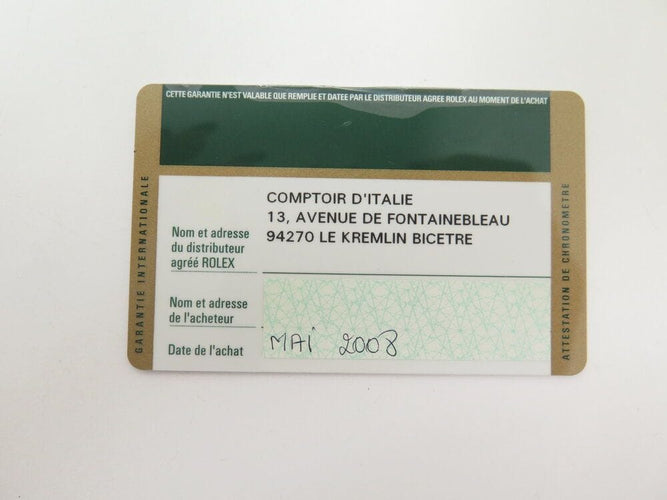 CETTE GARANTIE N'EST VALABLE QUE REMPLIE ET DATEE PAR LE DISTRIBUTEUR AGREE ROLEX AU MOMENT DE L'ACHAT
GARANTIE INTERNATIONALE
Nom et adresse
du distributeur
agréé ROLEX
COMPTOIR D'ITALIE
13, AVENUE DE FONTAINEBLEAU
94270 LE KREMLIN BICETRE
Nom et adresse
de l'acheteur
Date de l'achat
MAI 2008
ATTESTATION DE CHRONOMETRE